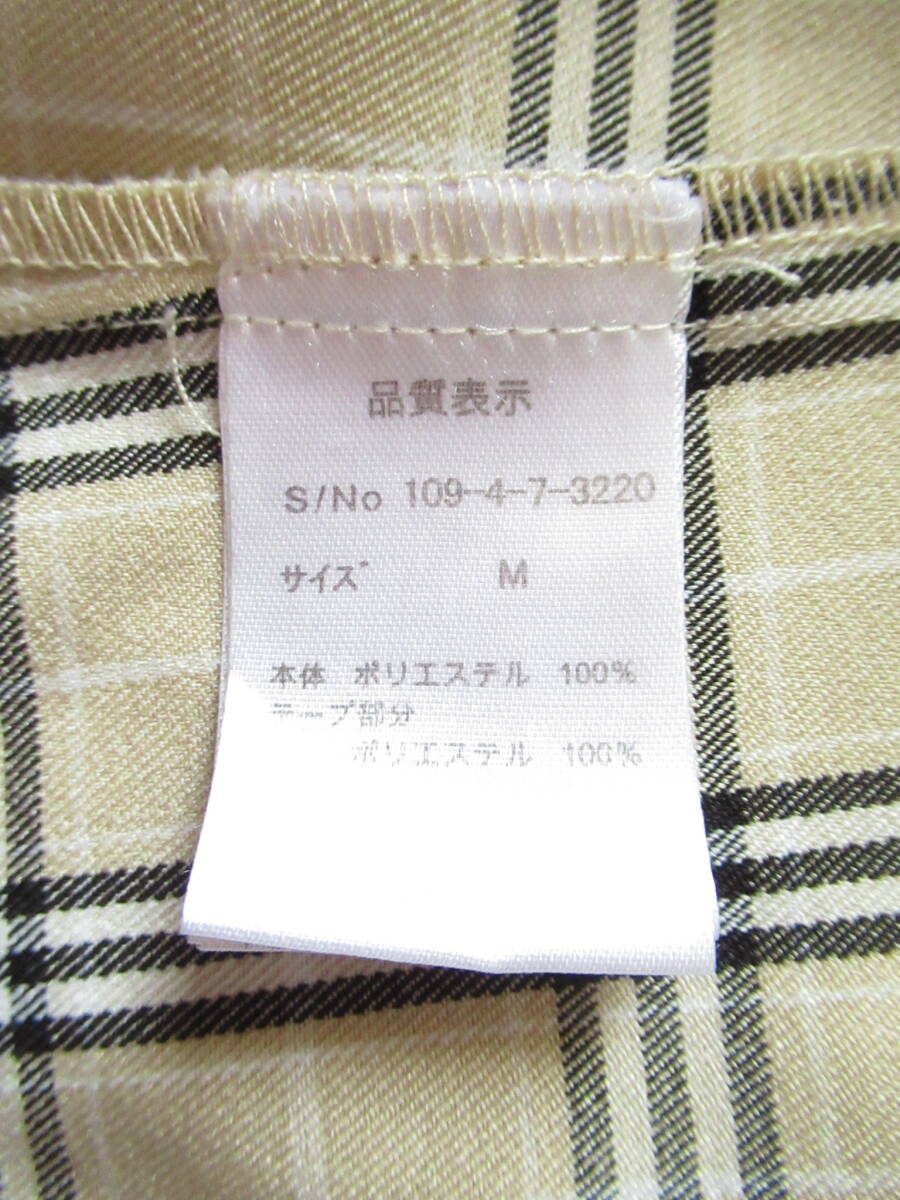 品質表示
S/No 109-4-7-3220
サイズ M
本体 ポリエステル 100%
テープ部分
ポリエステル 100%